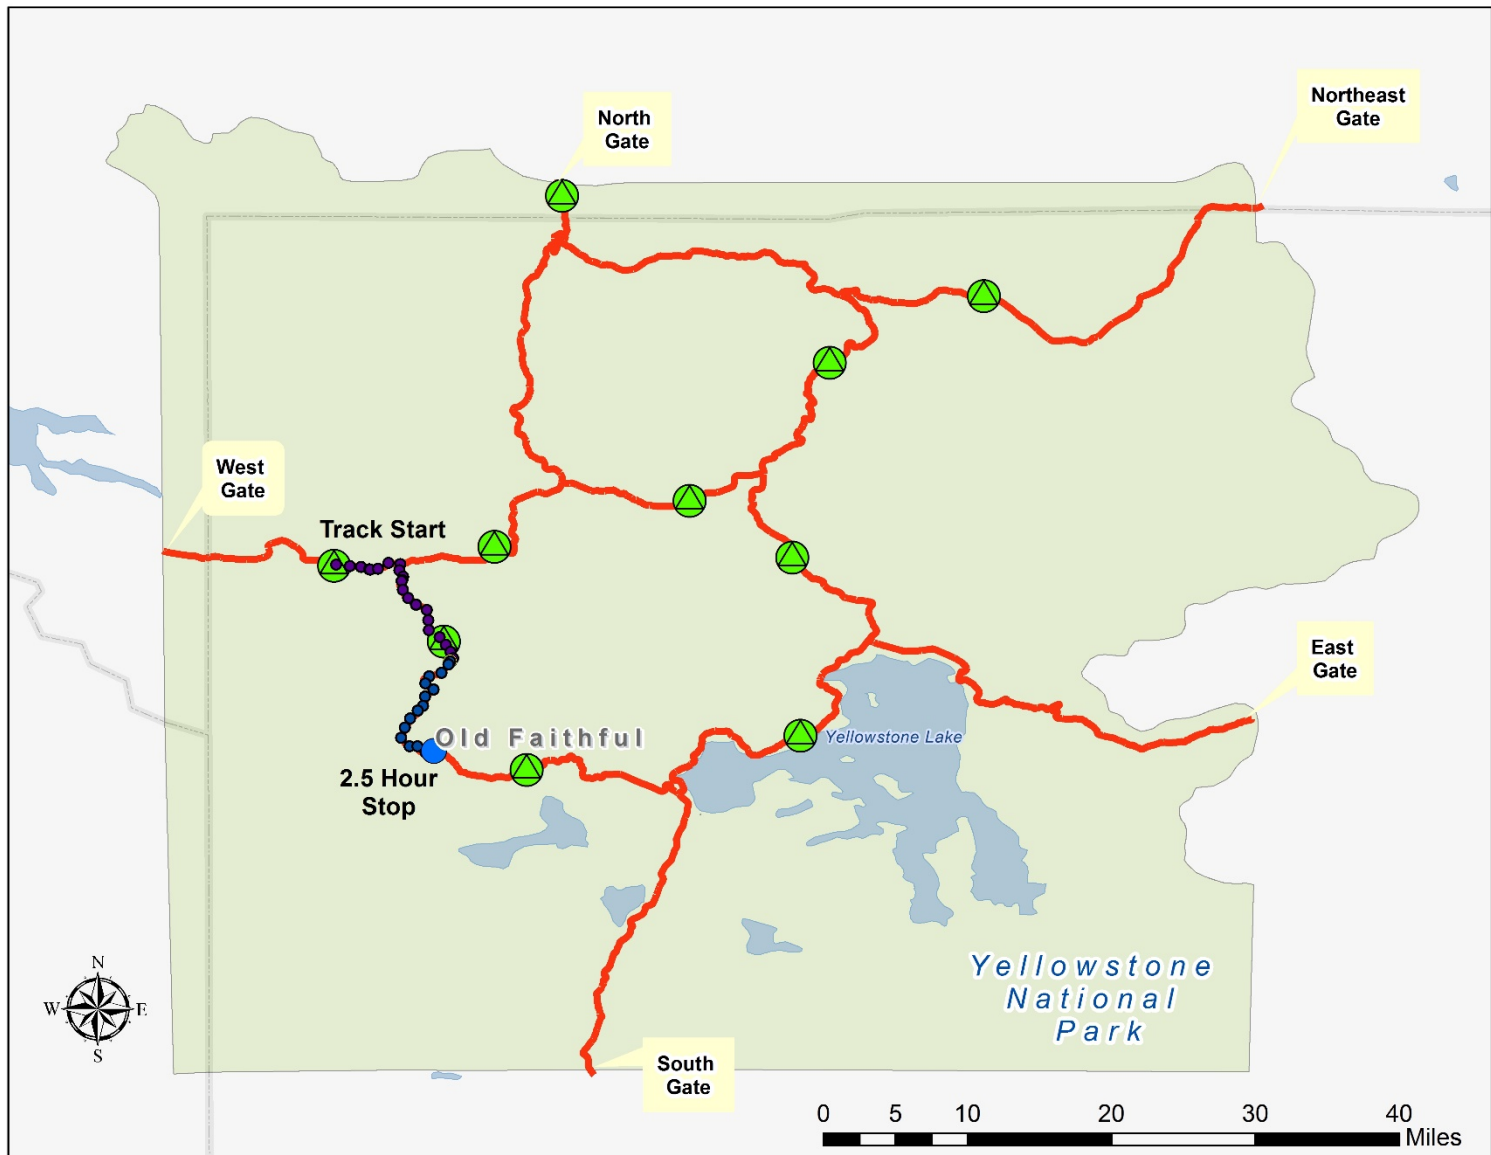 North
Gate
Northeast
Gate
West
Gate
Track Start
East
Gate
Old Faithful
Yellowstone Lake
2.5 Hour
Stop
Yellowstone
National
Park
N
W
E
S
South
Gate
0 5 10 20 30 40
Miles